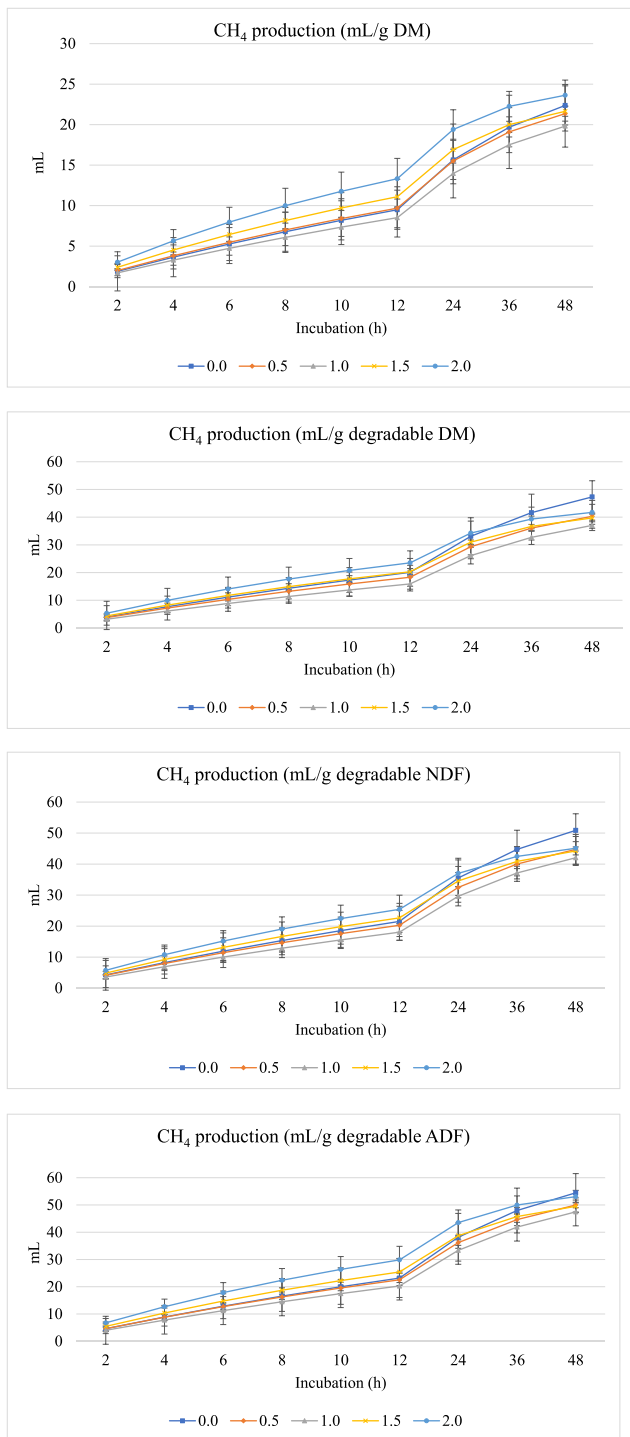 CH₄ production (mL/g DM)
30
25
20
15
10
5
0
mL
2 4 6 8 10 12 24 36 48
Incubation (h)
0.0 0.5 1.0 1.5 2.0
CH₄ production (mL/g degradable DM)
60
50
40
30
20
10
0
mL
2 4 6 8 10 12 24 36 48
Incubation (h)
0.0 0.5 1.0 1.5 2.0
CH₄ production (mL/g degradable NDF)
60
50
40
30
20
10
0
mL
2 4 6 8 10 12 24 36 48
Incubation (h)
0.0 0.5 1.0 1.5 2.0
CH₄ production (mL/g degradable ADF)
60
50
40
30
20
10
0
mL
2 4 6 8 10 12 24 36 48
Incubation (h)
0.0 0.5 1.0 1.5 2.0